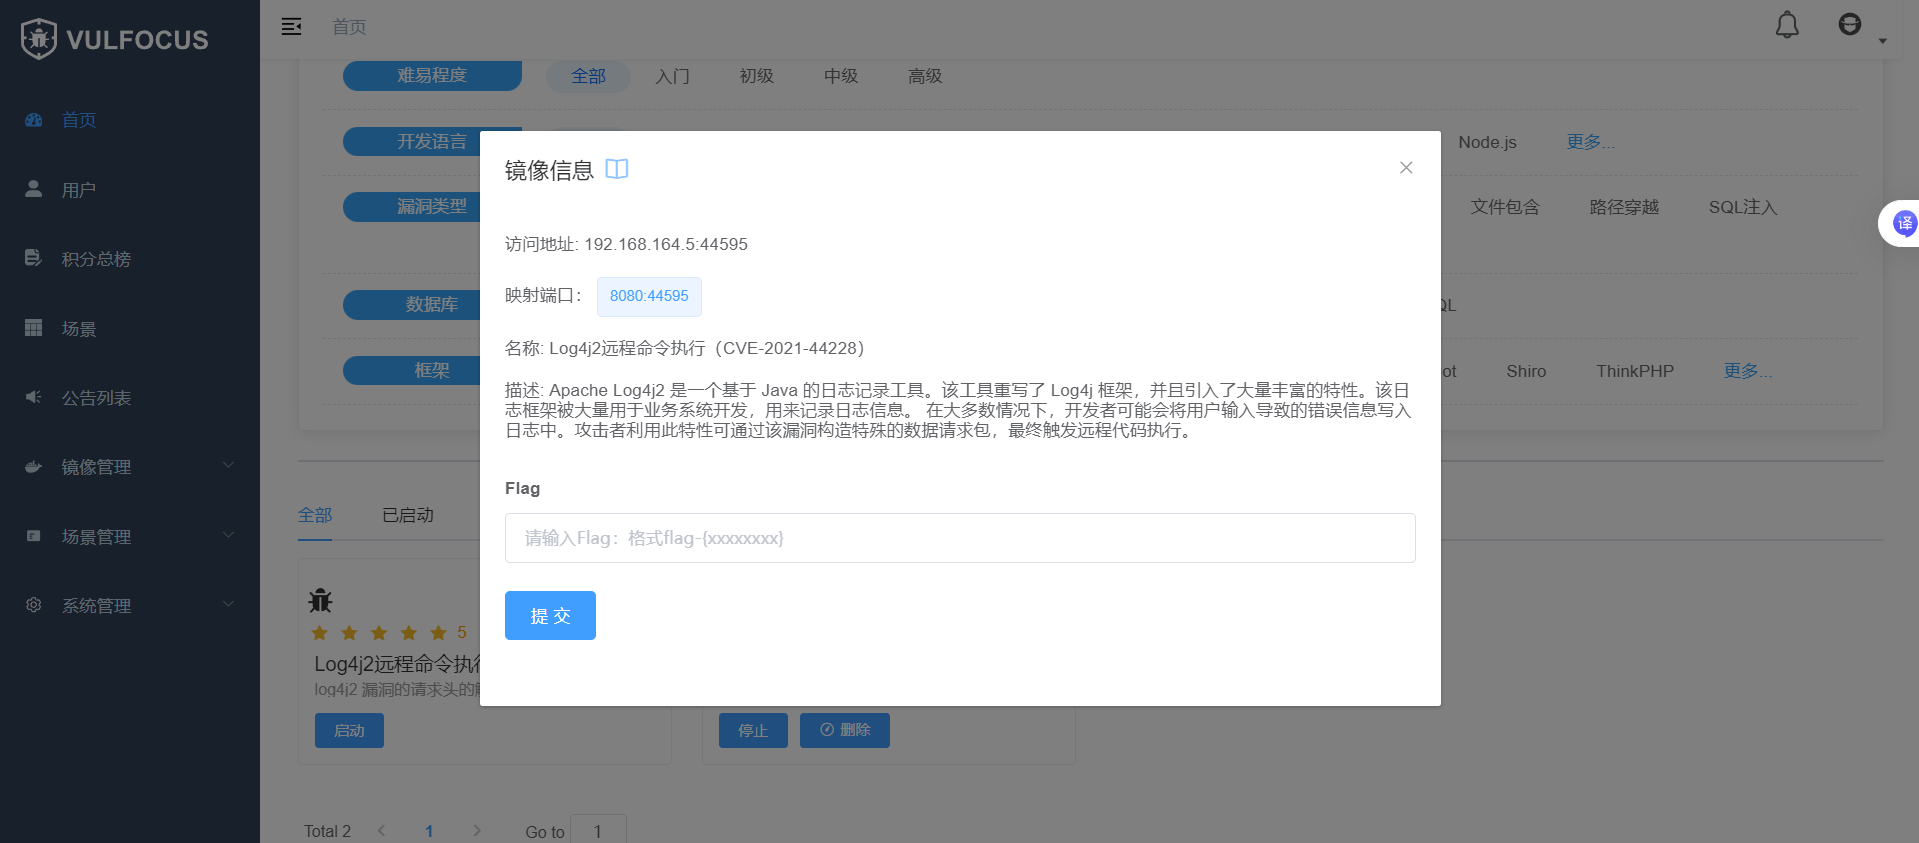 VULFOCUS
首页
用户
积分总榜
场景
公告列表
镜像管理
场景管理
系统管理
首页
难易程度 全部 入门 初级 中级 高级
开发语言 Node.js 更多...
漏洞类型 文件包含 路径穿越 SQL注入
数据库 QL
框架 ot Shiro ThinkPHP 更多...
译
镜像信息
访问地址: 192.168.164.5:44595
映射端口： 8080:44595
名称: Log4j2远程命令执行（CVE-2021-44228）
描述: Apache Log4j2 是一个基于 Java 的日志记录工具。该工具重写了 Log4j 框架，并且引入了大量丰富的特性。该日
志框架被大量用于业务系统开发，用来记录日志信息。 在大多数情况下，开发者可能会将用户输入导致的错误信息写入
日志中。攻击者利用此特性可通过该漏洞构造特殊的数据请求包，最终触发远程代码执行。
Flag
请输入Flag：格式flag-{xxxxxxxx}
提 交
全部 已启动
5
Log4j2远程命令执行
log4j2 漏洞的请求头的
启动
停止 删除
Total 2 1 Go to 1